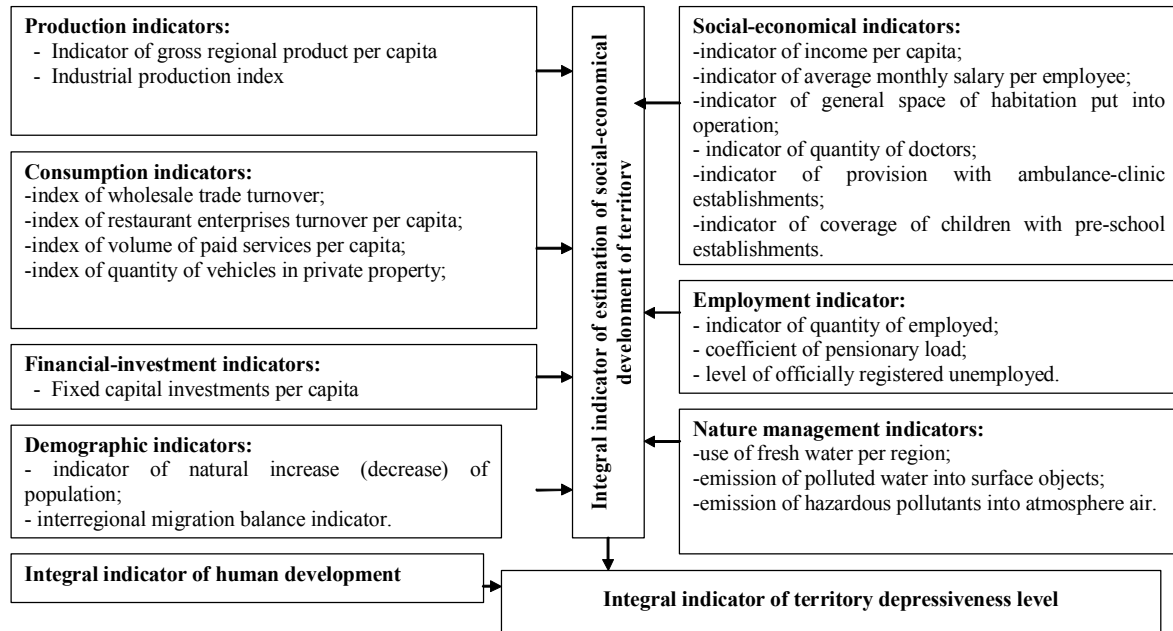 Production indicators:
- Indicator of gross regional product per capita
- Industrial production index
Consumption indicators:
-index of wholesale trade turnover;
-index of restaurant enterprises turnover per capita;
-index of volume of paid services per capita;
-index of quantity of vehicles in private property;
Financial-investment indicators:
- Fixed capital investments per capita
Demographic indicators:
- indicator of natural increase (decrease) of
population;
- interregional migration balance indicator.
Integral indicator of human development
Integral indicator of estimation of social-economical
development of territory
Social-economical indicators:
-indicator of income per capita;
-indicator of average monthly salary per employee;
-indicator of general space of habitation put into
operation;
- indicator of quantity of doctors;
-indicator of provision with ambulance-clinic
establishments;
-indicator of coverage of children with pre-school
establishments.
Employment indicator:
- indicator of quantity of employed;
- coefficient of pensionary load;
- level of officially registered unemployed.
Nature management indicators:
-use of fresh water per region;
-emission of polluted water into surface objects;
-emission of hazardous pollutants into atmosphere air.
Integral indicator of territory depressiveness level